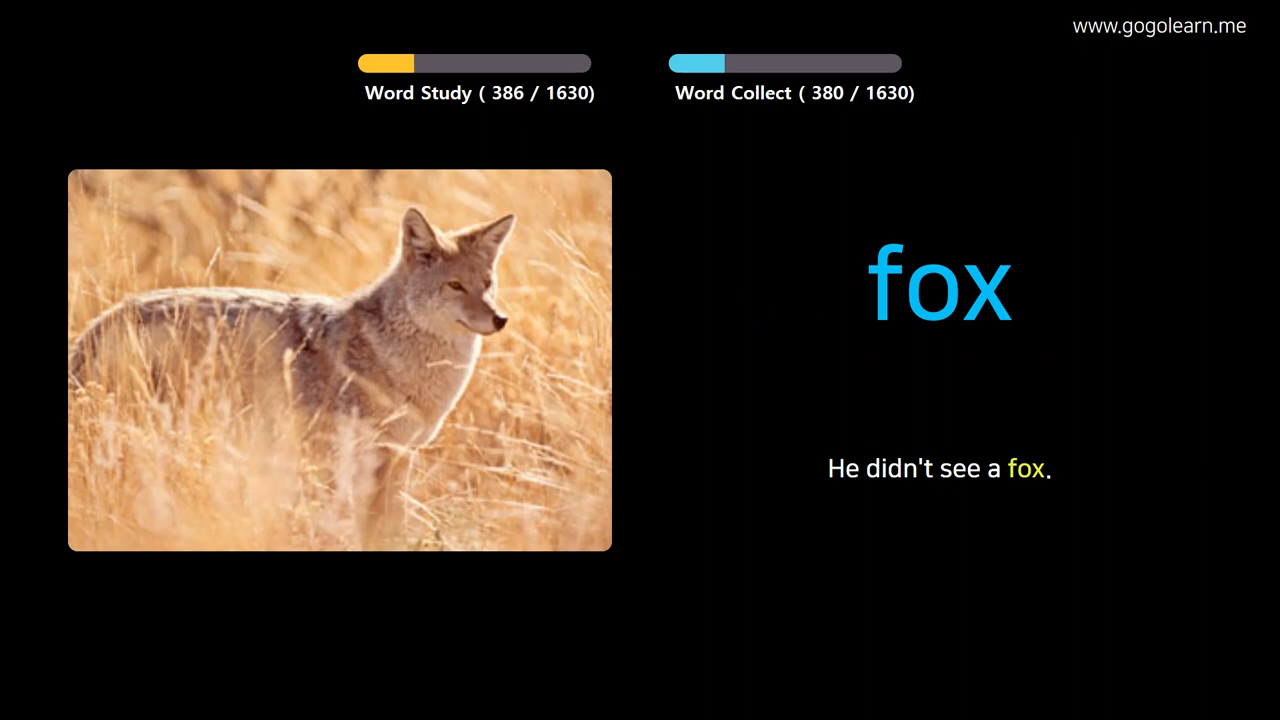 www.gogolearn.me
Word Study ( 386 / 1630)
Word Collect ( 380 / 1630)
fox
He didn't see a fox.